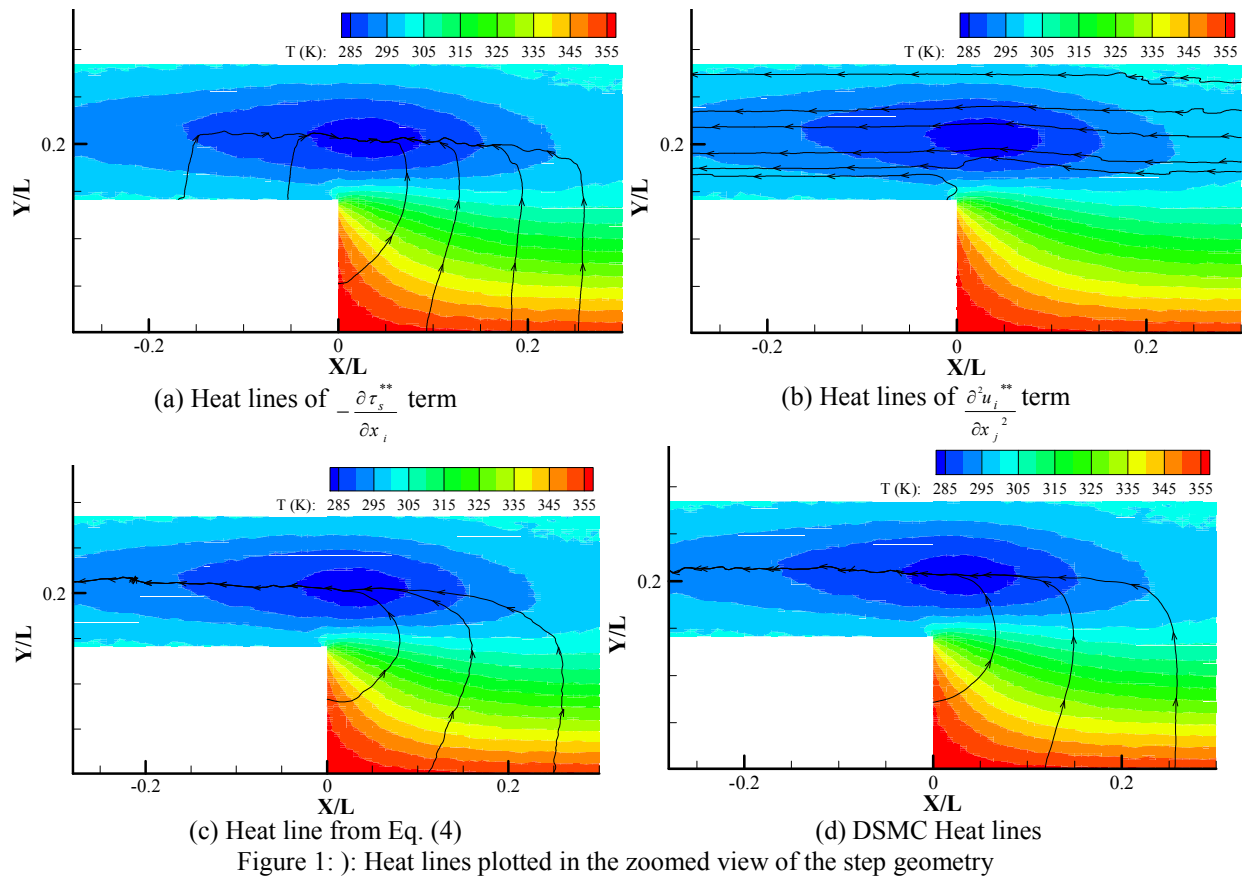 T (K): 285 295 305 315 325 335 345 355
0.2
Y/L
-0.2 0 0.2
X/L
(a) Heat lines of − ∂τs** / ∂xi term
T (K): 285 295 305 315 325 335 345 355
0.2
Y/L
-0.2 0 0.2
X/L
(b) Heat lines of ∂²ui** / ∂xj² term
T (K): 285 295 305 315 325 335 345 355
0.2
Y/L
-0.2 0 0.2
X/L
(c) Heat line from Eq. (4)
T (K): 285 295 305 315 325 335 345 355
0.2
Y/L
-0.2 0 0.2
X/L
(d) DSMC Heat lines
Figure 1: ): Heat lines plotted in the zoomed view of the step geometry